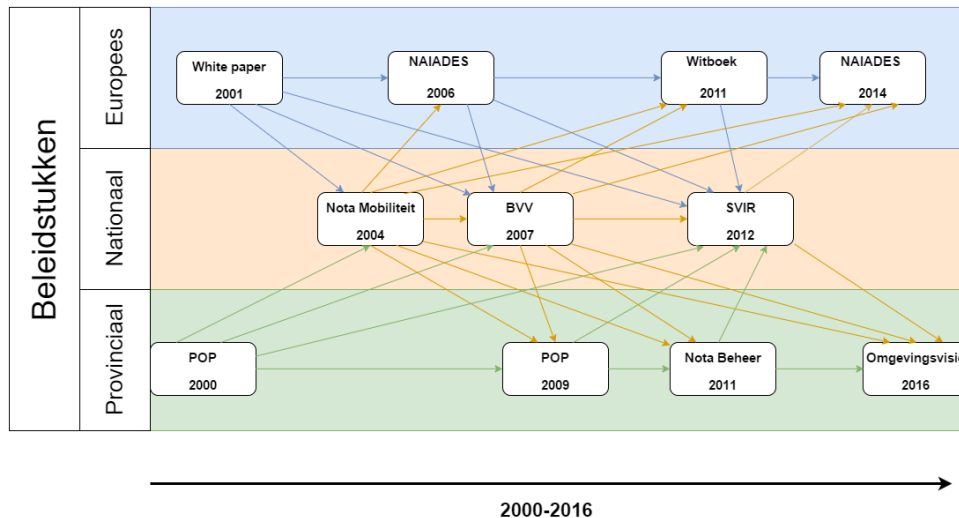 Beleidstukken
Europees
White paper
2001
NAIADES
2006
Witboek
2011
NAIADES
2014
Nationaal
Nota Mobiliteit
2004
BVV
2007
SVIR
2012
Provinciaal
POP
2000
POP
2009
Nota Beheer
2011
Omgevingsvisie
2016
2000-2016